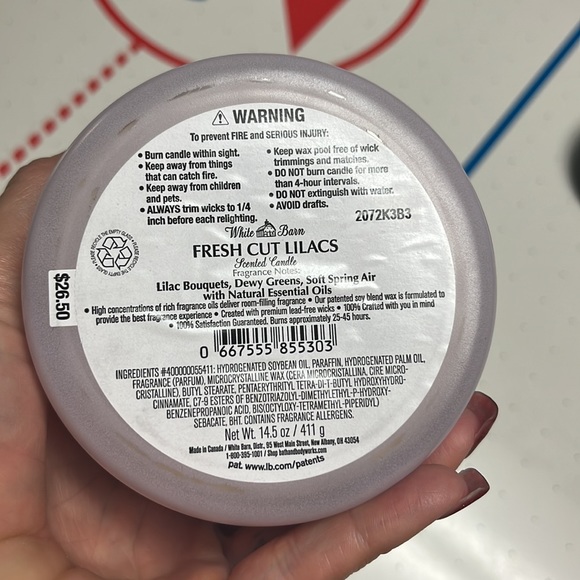 WARNING
To prevent FIRE and SERIOUS INJURY:
• Burn candle within sight.
• Keep away from things
that can catch fire.
• Keep away from children
and pets.
• ALWAYS trim wicks to 1/4
inch before each relighting.
• Keep wax pool free of wick
trimmings and matches.
• DO NOT burn candle for more
than 4-hour intervals.
• DO NOT extinguish with water.
• AVOID drafts.
2072K3B3
White Barn
FRESH CUT LILACS
Scented Candle
Fragrance Notes:
Lilac Bouquets, Dewy Greens, Soft Spring Air
with Natural Essential Oils
• High concentrations of rich fragrance oils deliver room-filling fragrance • Our patented soy blend wax is formulated to
provide the best fragrance experience • Created with premium lead-free wicks • 100% Crafted with you in mind
• 100% Satisfaction Guaranteed. Burns approximately 25-45 hours.
0 667555 855303
INGREDIENTS #400000055411: HYDROGENATED SOYBEAN OIL, PARAFFIN, HYDROGENATED PALM OIL,
FRAGRANCE (PARFUM), MICROCRYSTALLINE WAX (CERA MICROCRISTALLINA, CIRE MICRO-
CRISTALLINE), BUTYL STEARATE, PENTAERYTHRITYL TETRA-DI-T-BUTYL HYDROXYHYDRO-
CINNAMATE, C7-9 ESTERS OF BENZOTRIAZOLYL-DIMETHYLETHYL-P-HYDROXY-
BENZENEPROPANOIC ACID, BIS(OCTYLOXY-TETRAMETHYL-PIPERIDYL)
SEBACATE, BHT. CONTAINS FRAGRANCE ALLERGENS.
Net Wt. 14.5 oz / 411 g
Made in Canada / White Barn, Distr., 95 West Main Street, New Albany, OH 43054
1-800-395-1001 / Shop bathandbodyworks.com
pat. www.lb.com/patents
$26.50
PLEASE RECYCLE THE EMPTY GLASS